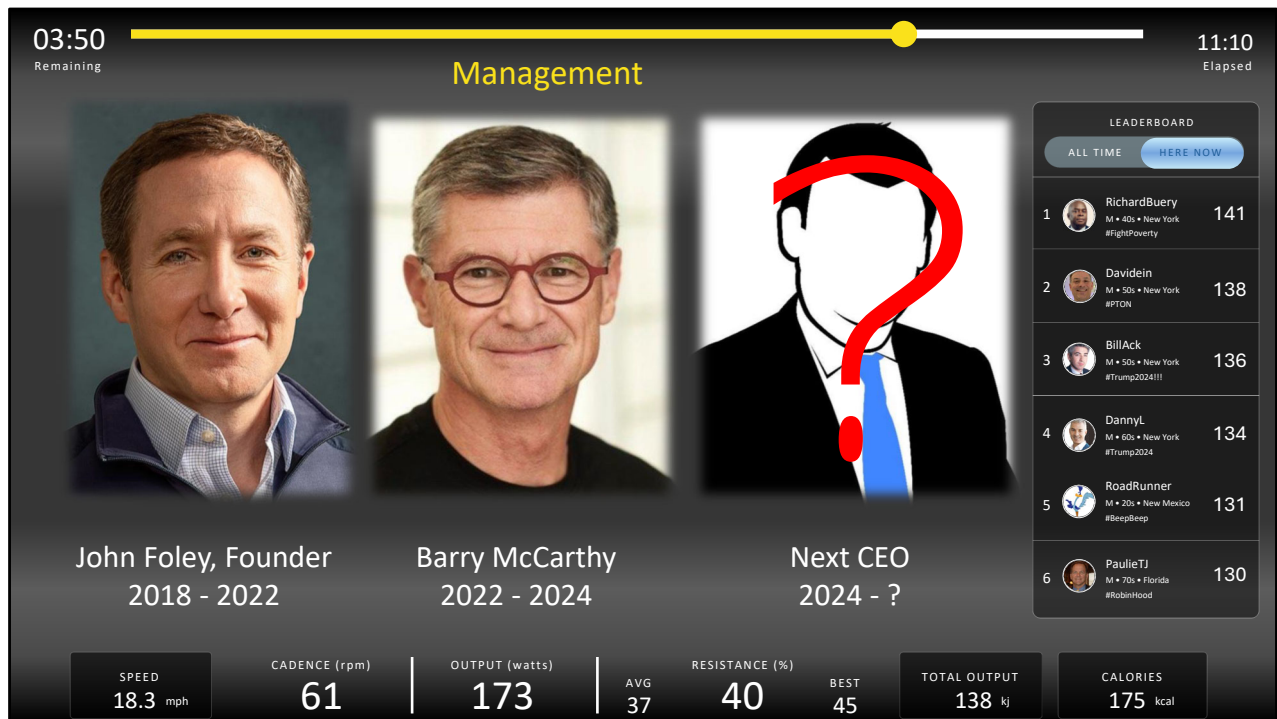 03:50
Remaining
11:10
Elapsed
Management
John Foley, Founder
2018 - 2022
Barry McCarthy
2022 - 2024
Next CEO
2024 - ?
?
LEADERBOARD
ALL TIME
HERE NOW
1
RichardBuery
M • 40s • New York
#FightPoverty
141
2
Davidein
M • 50s • New York
#PTON
138
3
BillAck
M • 50s • New York
#Trump2024!!!
136
4
DannyL
M • 60s • New York
#Trump2024
134
5
RoadRunner
M • 20s • New Mexico
#BeepBeep
131
6
PaulieTJ
M • 70s • Florida
#RobinHood
130
SPEED
18.3 mph
CADENCE (rpm)
61
OUTPUT (watts)
173
RESISTANCE (%)
AVG
37
40
BEST
45
TOTAL OUTPUT
138 kj
CALORIES
175 kcal